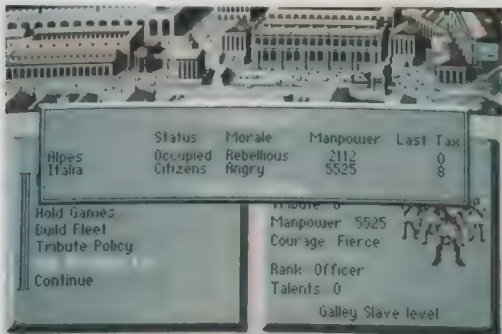 Status Morale Manpower Last Tax
Alpes Occupied Rebellious 2112 0
Italia Citizens Angry 5525 8
Hold Games
Build Fleet
Tribute Policy
Continue
Tribute 0
Manpower 5525
Courage Fierce
Rank Officer
Talents 0
Galley Slave level